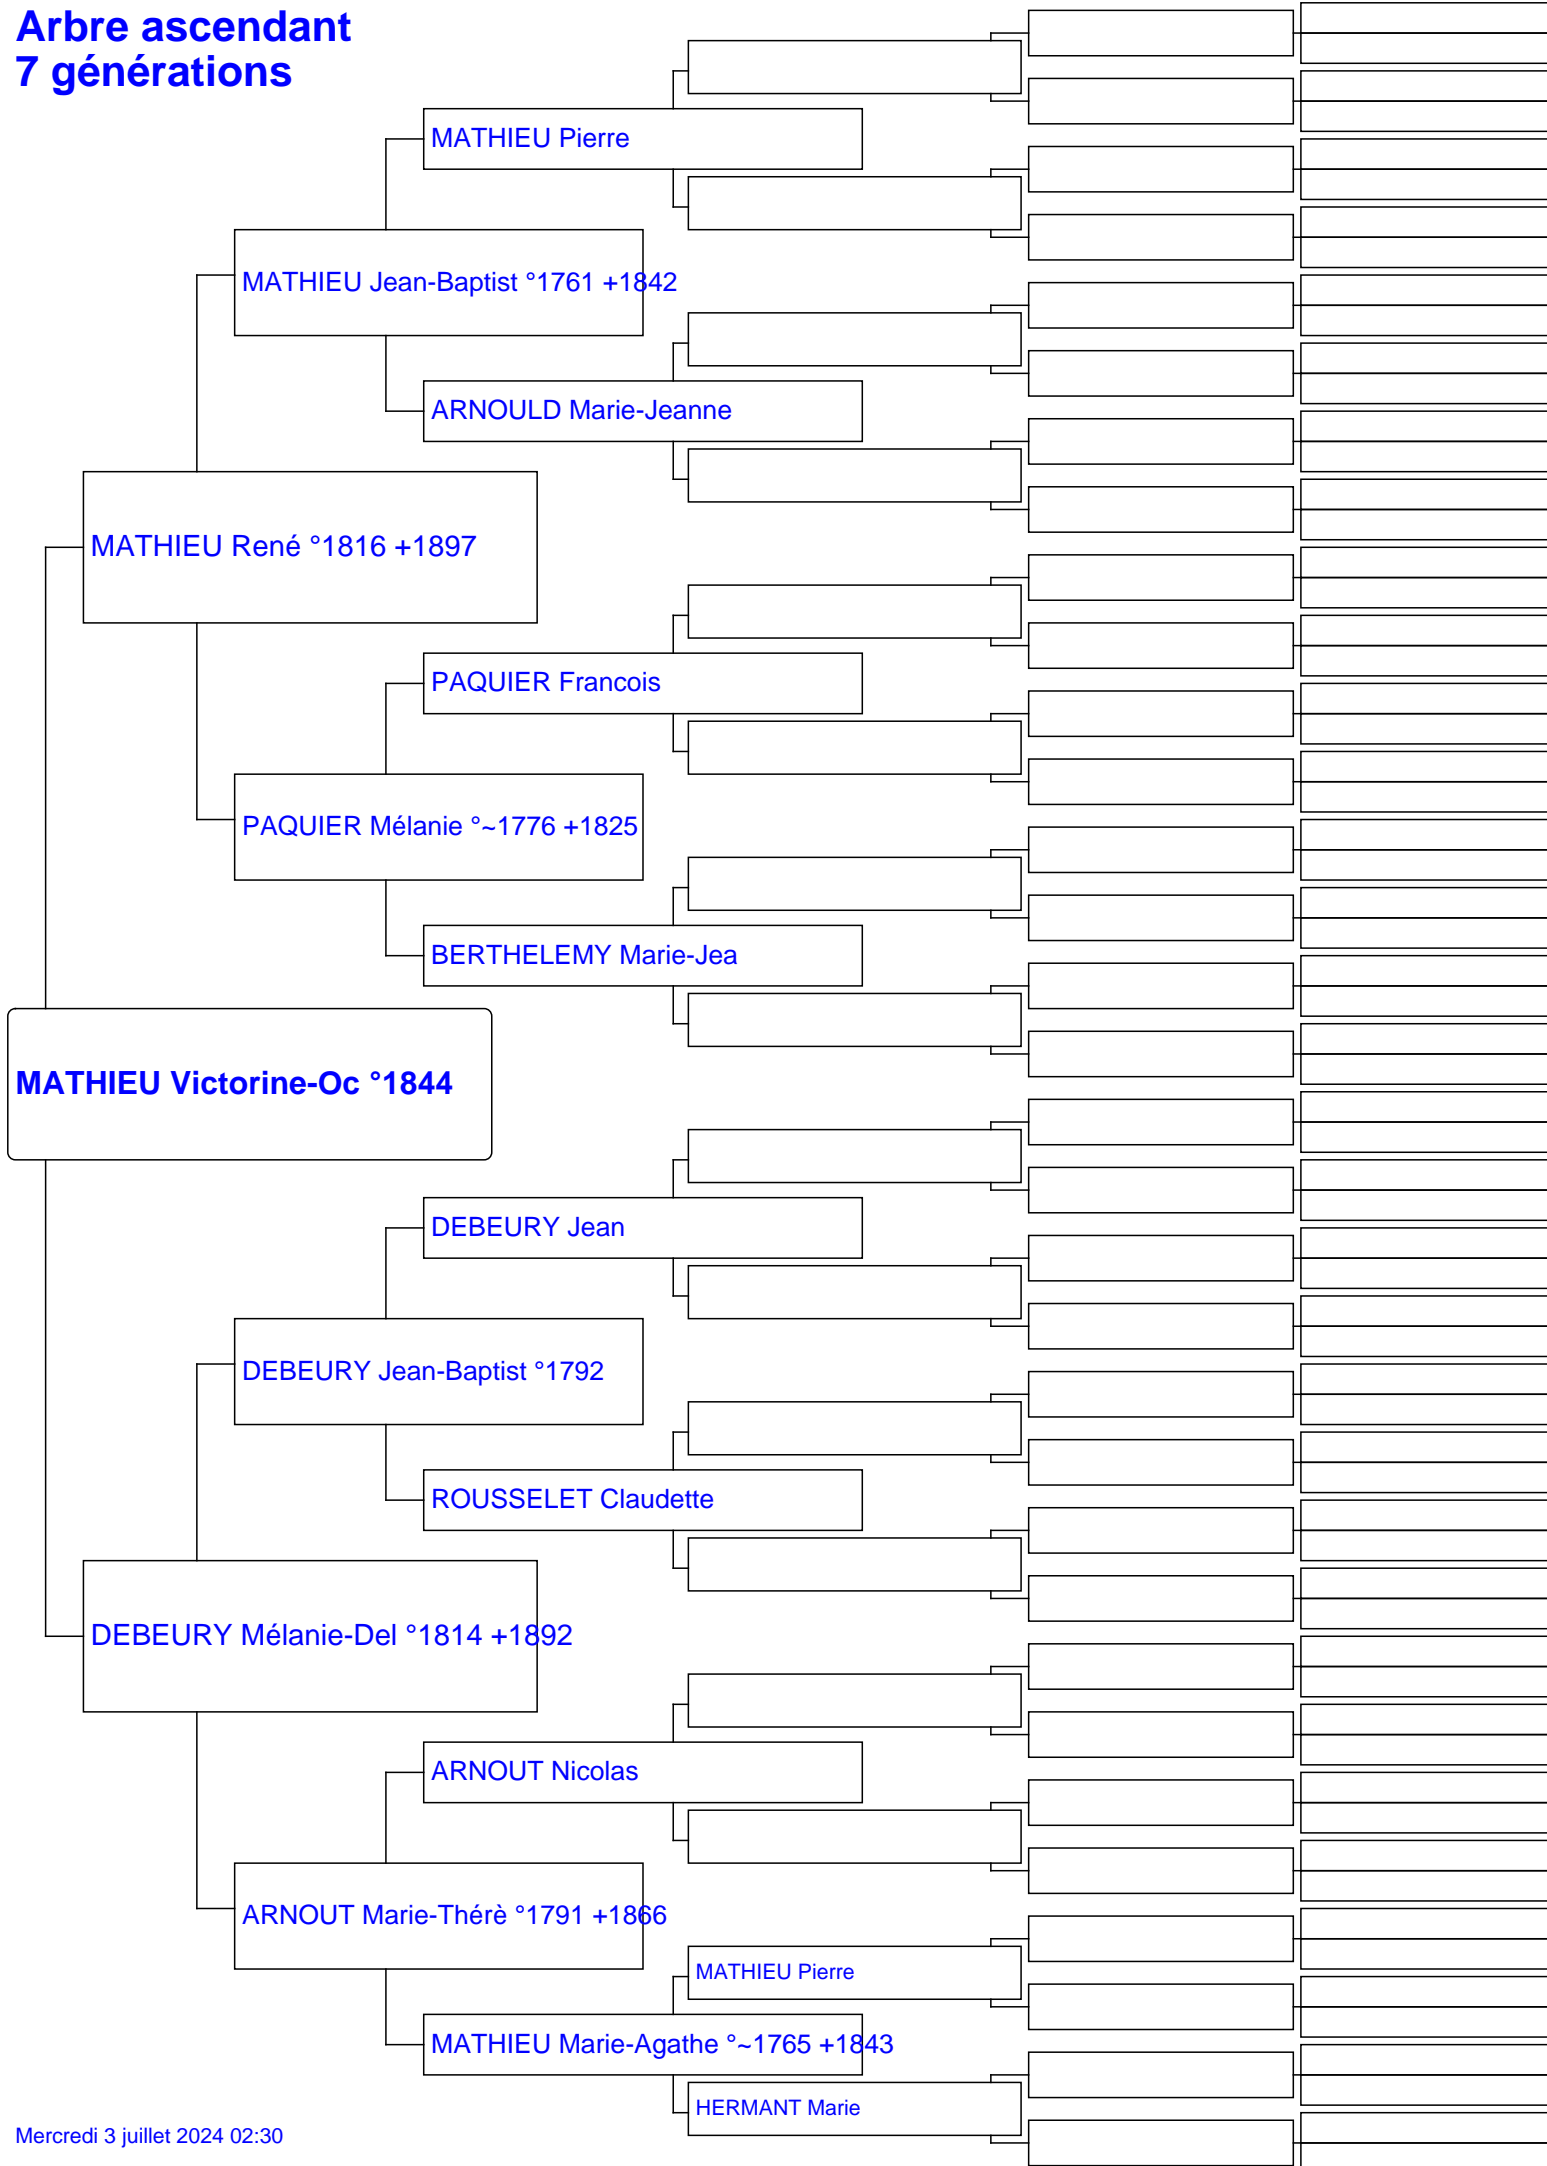 Arbre ascendant
7 générations
MATHIEU Pierre
MATHIEU Jean-Baptist °1761 +1842
ARNOULD Marie-Jeanne
MATHIEU René °1816 +1897
PAQUIER Francois
PAQUIER Mélanie °~1776 +1825
BERTHELEMY Marie-Jea
MATHIEU Victorine-Oc °1844
DEBEURY Jean
DEBEURY Jean-Baptist °1792
ROUSSELET Claudette
DEBEURY Mélanie-Del °1814 +1892
ARNOUT Nicolas
ARNOUT Marie-Thérè °1791 +1866
MATHIEU Pierre
MATHIEU Marie-Agathe °~1765 +1843
HERMANT Marie
Mercredi 3 juillet 2024 02:30